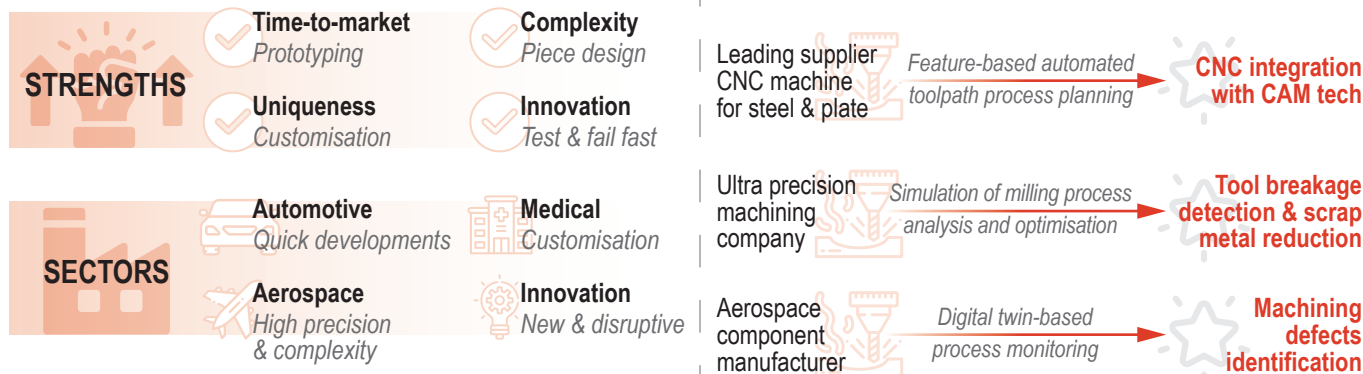 STRENGTHS
Time-to-market
Prototyping
Complexity
Piece design
Uniqueness
Customisation
Innovation
Test & fail fast
SECTORS
Automotive
Quick developments
Medical
Customisation
Aerospace
High precision
& complexity
Innovation
New & disruptive
Leading supplier
CNC machine
for steel & plate
Feature-based automated
toolpath process planning
CNC integration
with CAM tech
Ultra precision
machining
company
Simulation of milling process
analysis and optimisation
Tool breakage
detection & scrap
metal reduction
Aerospace
component
manufacturer
Digital twin-based
process monitoring
Machining
defects
identification